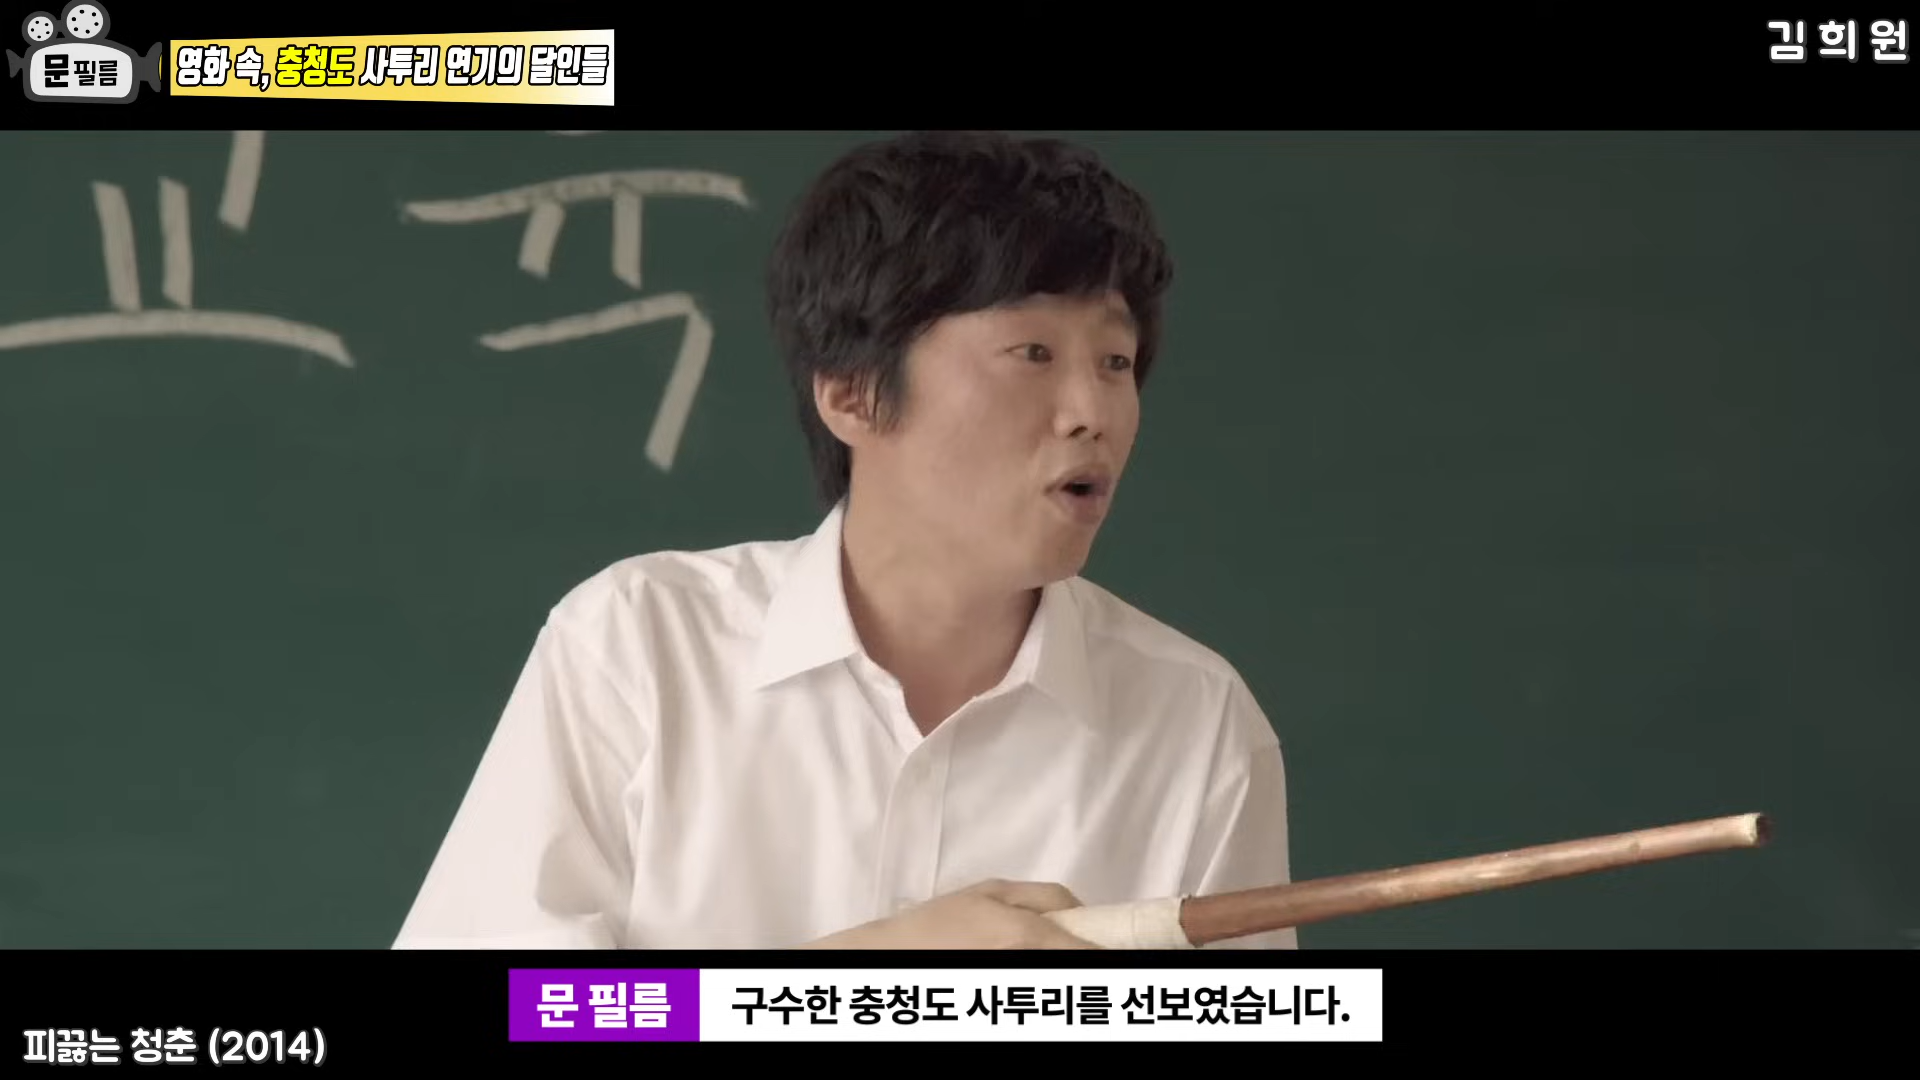 문필름
영화 속, 충청도 사투리 연기의 달인들
김희원
교육
문 필름
구수한 충청도 사투리를 선보였습니다.
피끓는 청춘 (2014)